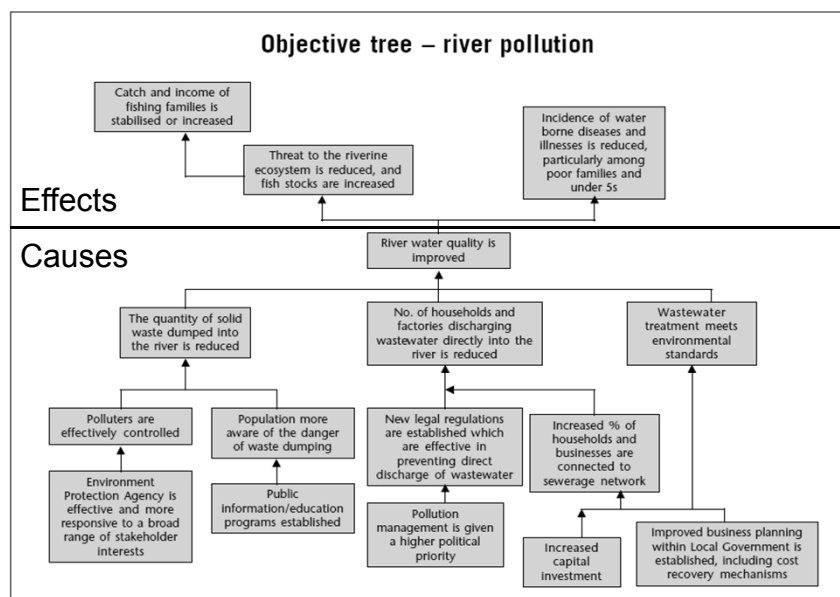 Objective tree – river pollution
Catch and income of
fishing families is
stabilised or increased
Incidence of water
borne diseases and
illnesses is reduced,
particularly among
poor families and
under 5s
Threat to the riverine
ecosystem is reduced, and
fish stocks are increased
Effects
Causes
River water quality is
improved
The quantity of solid
waste dumped into
the river is reduced
No. of households and
factories discharging
wastewater directly into
the river is reduced
Wastewater
treatment meets
environmental
standards
Polluters are
effectively controlled
Population more
aware of the danger
of waste dumping
New legal regulations
are established which
are effective in
preventing direct
discharge of wastewater
Increased % of
households and
businesses are
connected to
sewerage network
Environment
Protection Agency is
effective and more
responsive to a broad
range of stakeholder
interests
Public
information/education
programs established
Pollution
management is given
a higher political
priority
Increased
capital
investment
Improved business planning
within Local Government is
established, including cost
recovery mechanisms